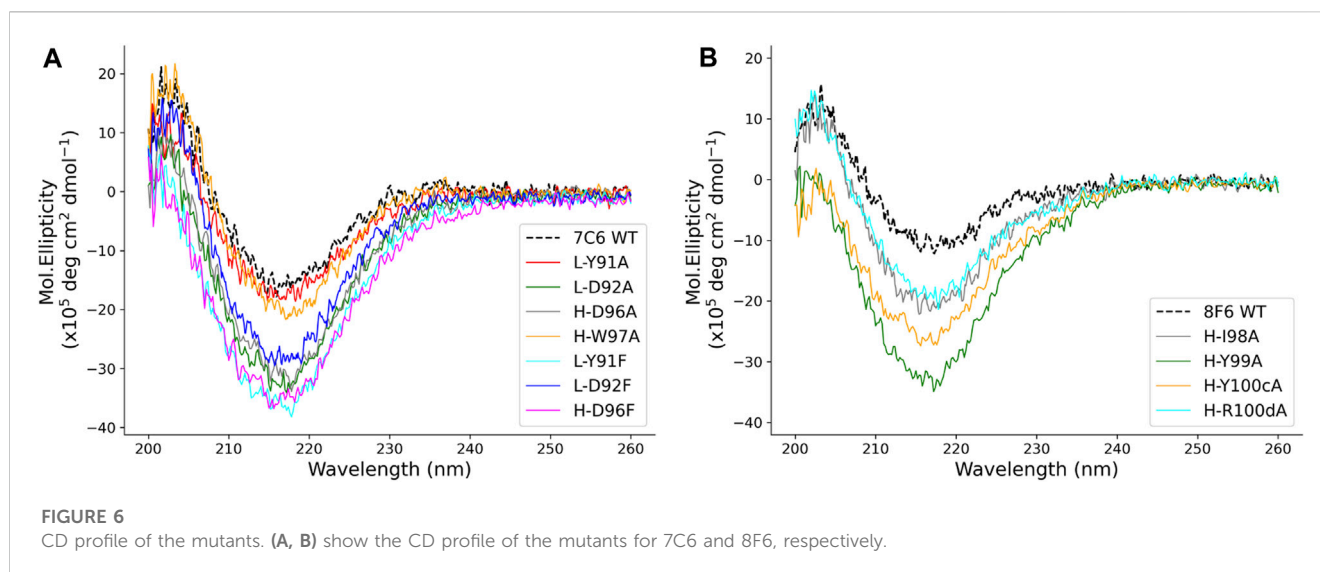 A
Mol.Ellipticity
(x10⁵ deg cm² dmol⁻¹)
20
10
0
−10
−20
−30
−40
200
210
220
230
240
250
260
Wavelength (nm)
7C6 WT
L-Y91A
L-D92A
H-D96A
H-W97A
L-Y91F
L-D92F
H-D96F
B
Mol.Ellipticity
(x10⁵ deg cm² dmol⁻¹)
20
10
0
−10
−20
−30
−40
200
210
220
230
240
250
260
Wavelength (nm)
8F6 WT
H-I98A
H-Y99A
H-Y100cA
H-R100dA
FIGURE 6
CD profile of the mutants. (A, B) show the CD profile of the mutants for 7C6 and 8F6, respectively.